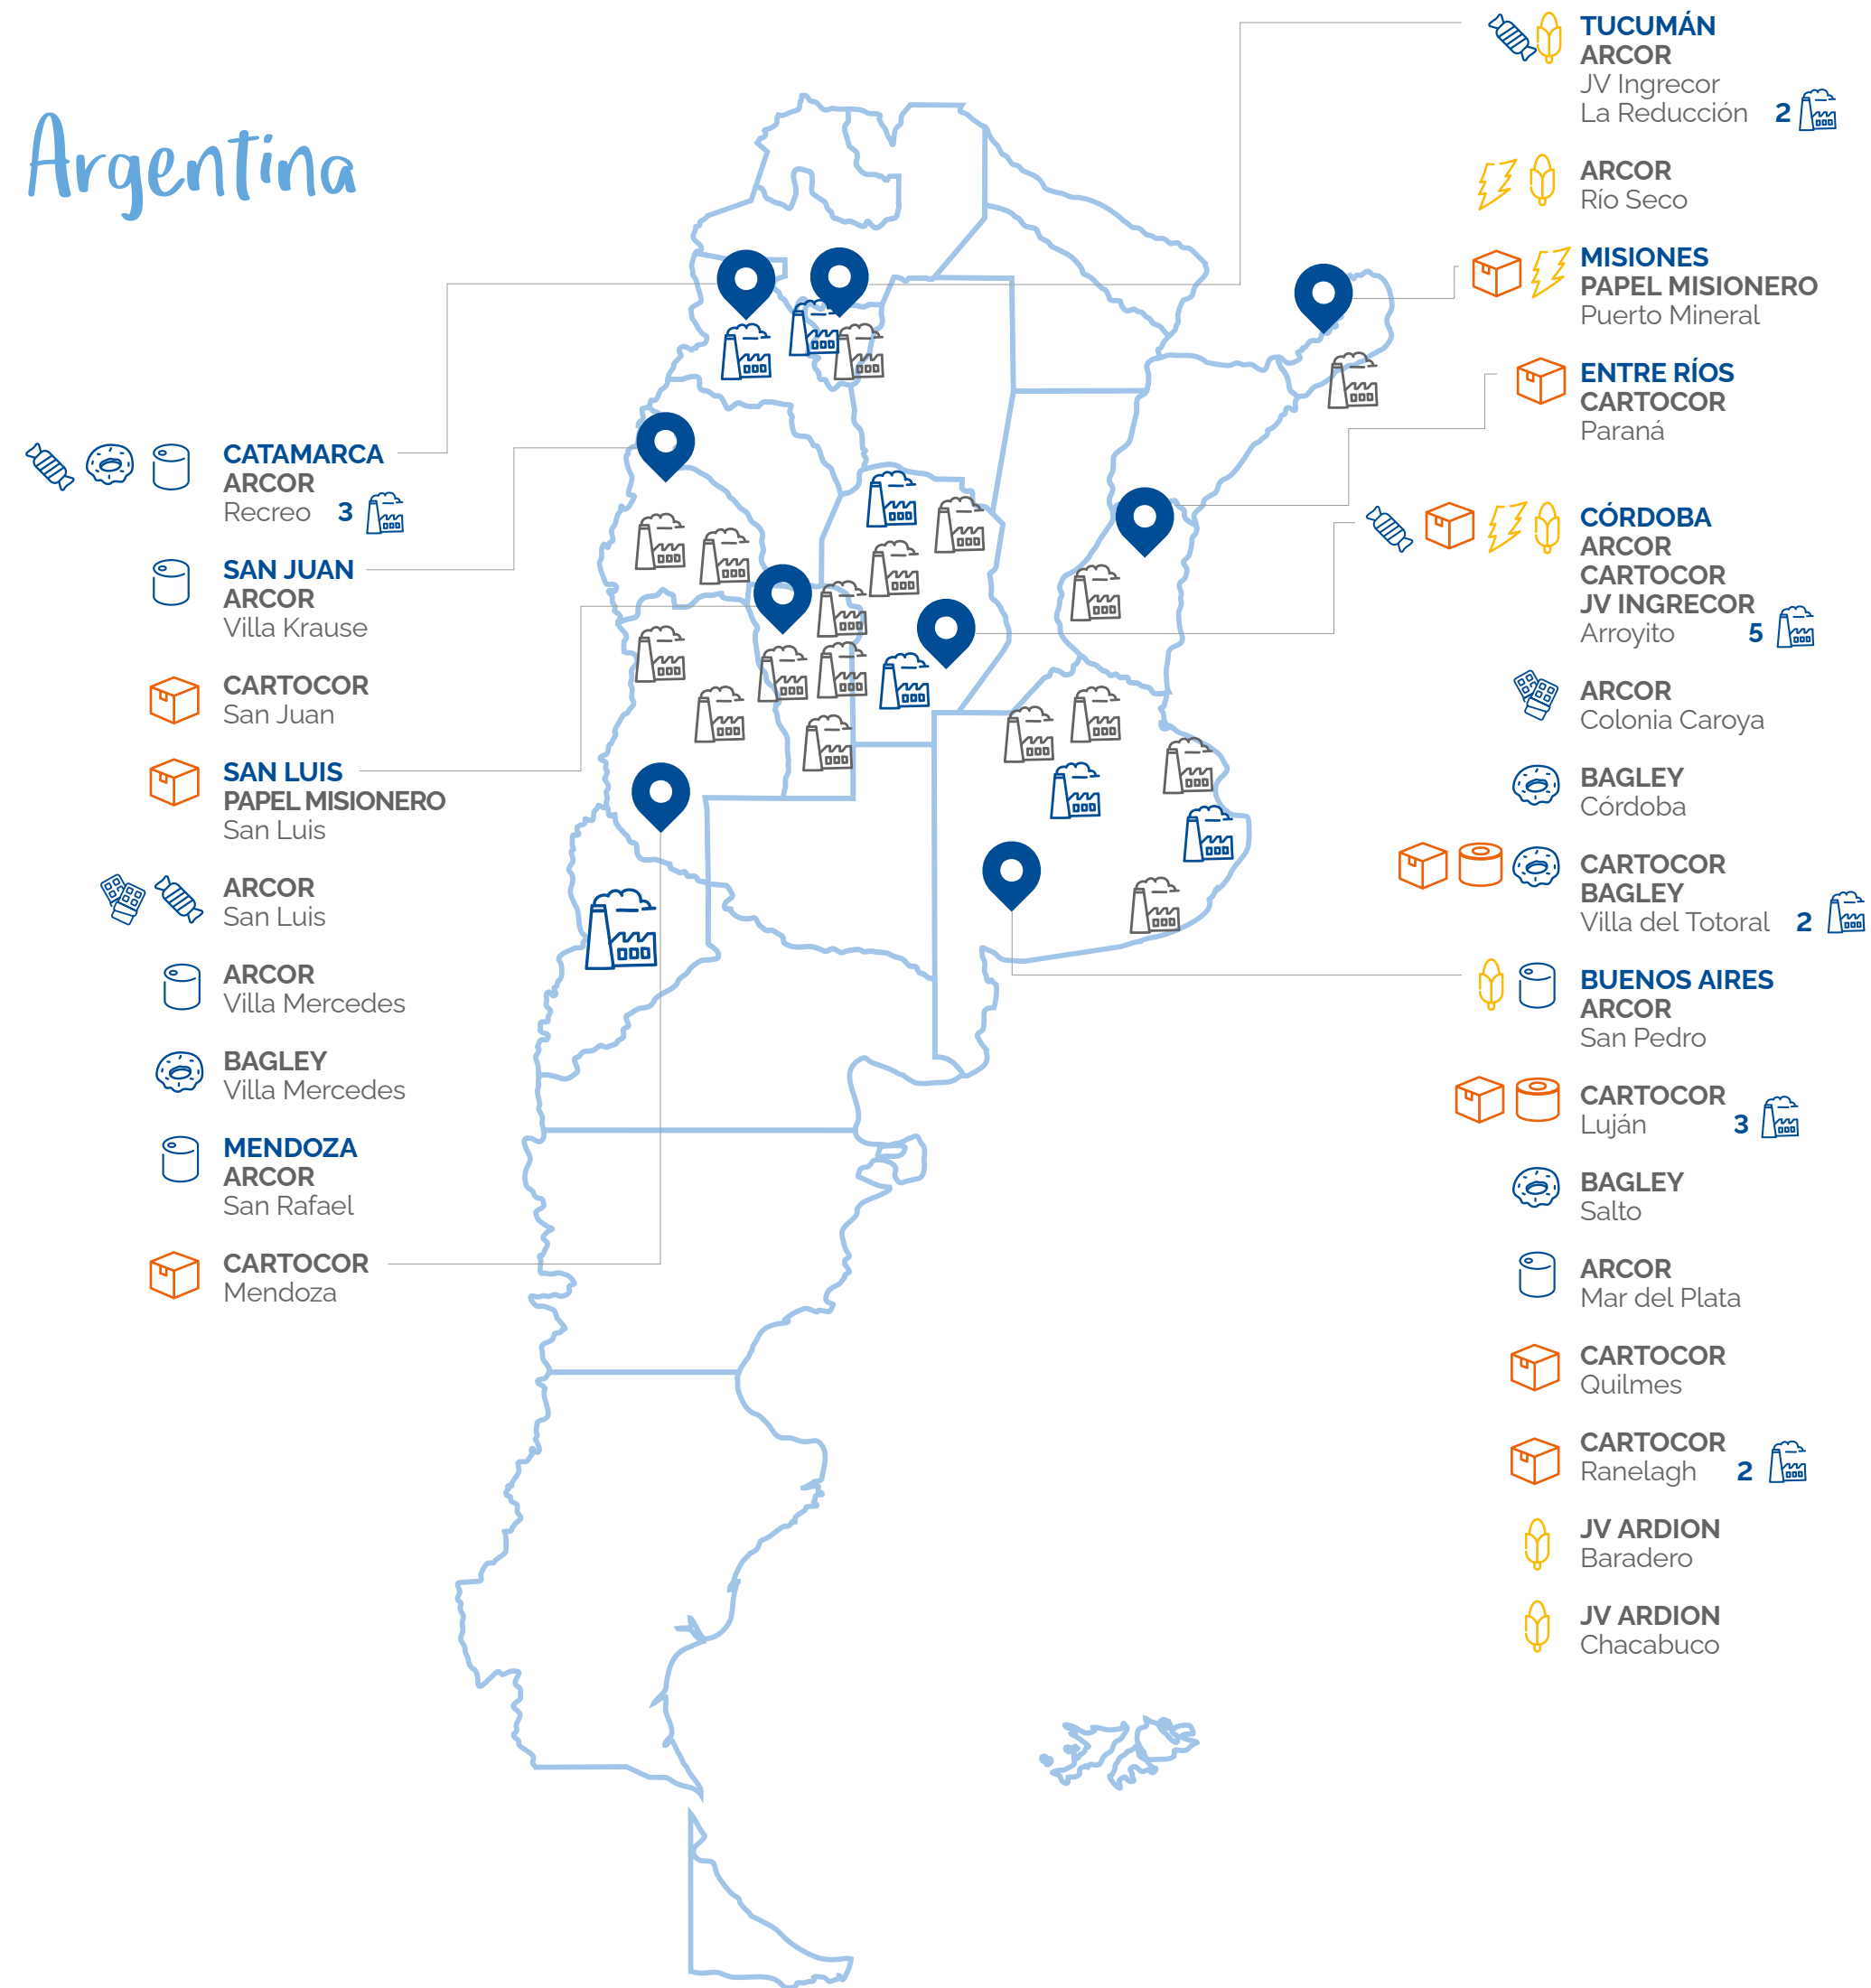 Argentina
CATAMARCA
ARCOR
Recreo 3
SAN JUAN
ARCOR
Villa Krause
CARTOCOR
San Juan
SAN LUIS
PAPEL MISIONERO
San Luis
ARCOR
San Luis
ARCOR
Villa Mercedes
BAGLEY
Villa Mercedes
MENDOZA
ARCOR
San Rafael
CARTOCOR
Mendoza
TUCUMÁN
ARCOR
JV Ingrecor
La Reducción 2
ARCOR
Río Seco
MISIONES
PAPEL MISIONERO
Puerto Mineral
ENTRE RÍOS
CARTOCOR
Paraná
CÓRDOBA
ARCOR
CARTOCOR
JV INGRECOR
Arroyito 5
ARCOR
Colonia Caroya
BAGLEY
Córdoba
CARTOCOR
BAGLEY
Villa del Totoral 2
BUENOS AIRES
ARCOR
San Pedro
CARTOCOR
Luján 3
BAGLEY
Salto
ARCOR
Mar del Plata
CARTOCOR
Quilmes
CARTOCOR
Ranelagh 2
JV ARDION
Baradero
JV ARDION
Chacabuco